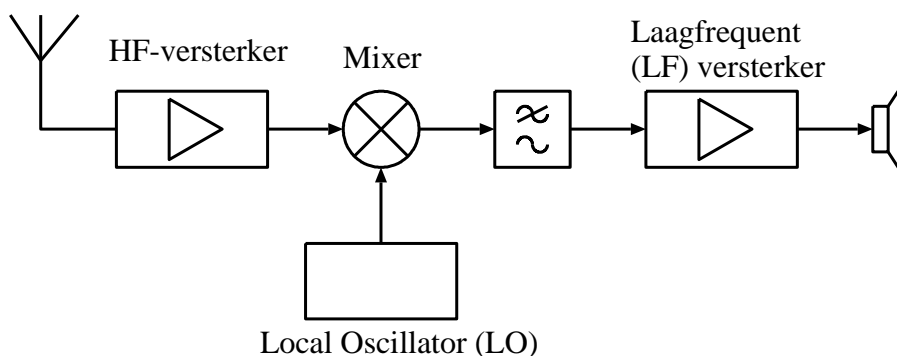 HF-versterker
Mixer
Laagfrequent
(LF) versterker
Local Oscillator (LO)